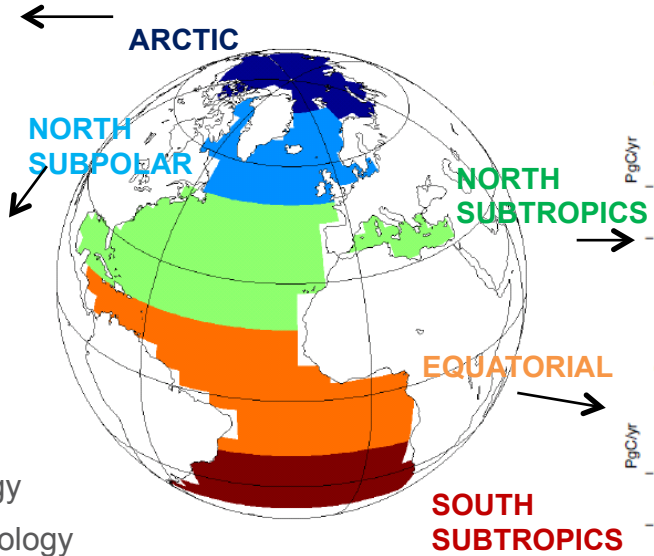 ARCTIC
NORTH
SUBPOLAR
NORTH
SUBTROPICS
PgC/yr
EQUATORIAL
PgC/yr
gy
ology
SOUTH
SUBTROPICS